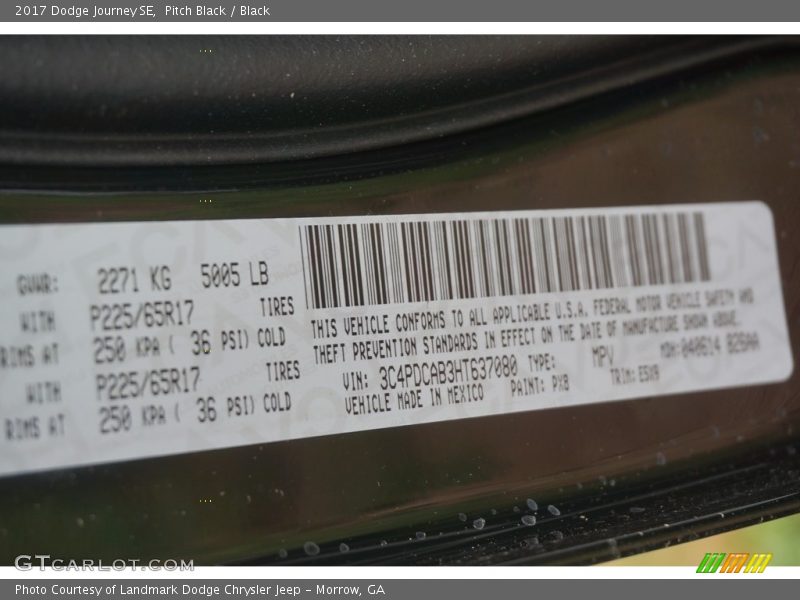 2017 Dodge Journey SE, Pitch Black / Black
GVWR: 2271 KG 5005 LB
WITH P225/65R17 TIRES
RIMS AT 250 KPA ( 36 PSI) COLD
WITH P225/65R17 TIRES
RIMS AT 250 KPA ( 36 PSI) COLD
THIS VEHICLE CONFORMS TO ALL APPLICABLE U.S.A. FEDERAL MOTOR VEHICLE SAFETY AND
THEFT PREVENTION STANDARDS IN EFFECT ON THE DATE OF MANUFACTURE SHOWN ABOVE.
VIN: 3C4PDCAB3HT637080 TYPE: MPV MDH:040614 029AA
VEHICLE MADE IN MEXICO PAINT: PX8 TRIM: E5X9
GTCARLOT.COM
Photo Courtesy of Landmark Dodge Chrysler Jeep – Morrow, GA